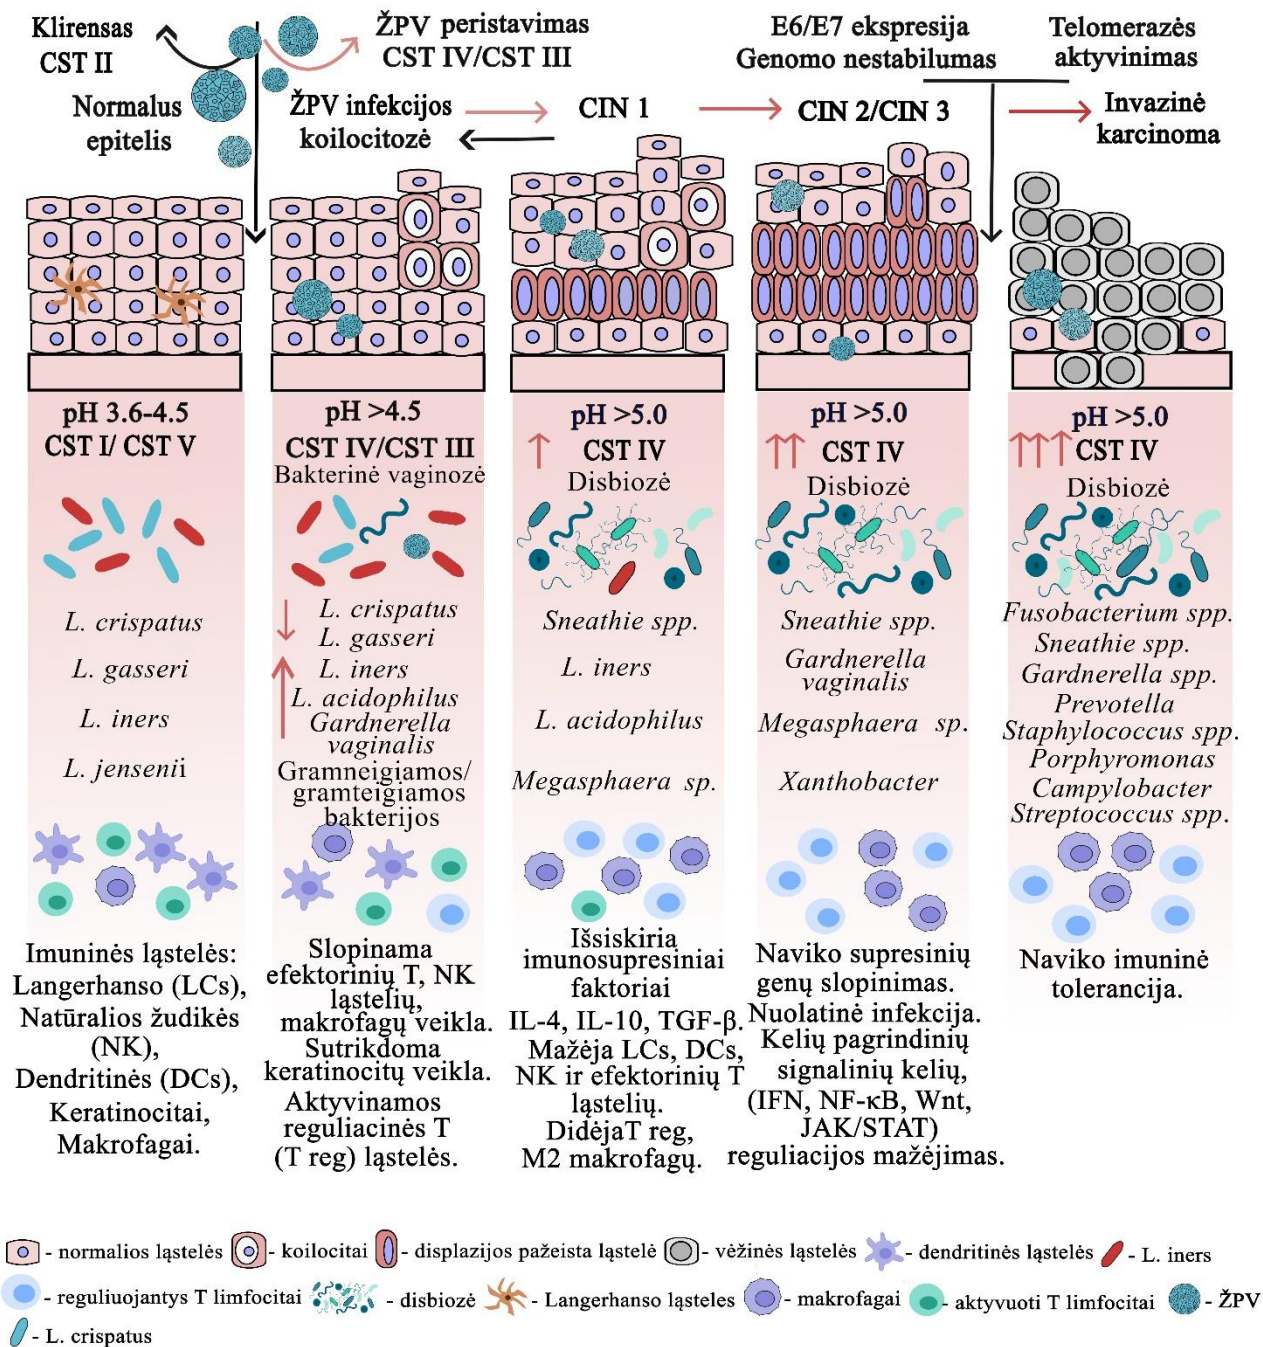 Klirensas
CST II
ŽPV peristavimas
CST IV/CST III
E6/E7 ekspresija
Genomo nestabilumas
Telomerazės
aktyvinimas
Normalus
epitelis
ŽPV infekcijos
koilocitozė
CIN 1
CIN 2/CIN 3
Invazinė
karcinoma
pH 3.6-4.5
CST I/ CST V
L. crispatus
L. gasseri
L. iners
L. jensenii
Imuninės ląstelės:
Langerhanso (LCs),
Natūralios žudikės
(NK),
Dendritinės (DCs),
Keratinocitai,
Makrofagai.
pH >4.5
CST IV/CST III
Bakterinė vaginozė
L. crispatus
L. gasseri
L. iners
L. acidophilus
Gardnerella
vaginalis
Gramneigiamos/
gramteigiamos
bakterijos
Slopinama
efektorinių T, NK
ląstelių,
makrofagų veikla.
Sutrikdoma
keratinocitų veikla.
Aktyvinamos
reguliacinės T
(T reg) ląstelės.
pH >5.0
CST IV
Disbiozė
Sneathie spp.
L. iners
L. acidophilus
Megasphaera sp.
Išsiskiria
imunosupresiniai
faktoriai
IL-4, IL-10, TGF-β.
Mažėja LCs, DCs,
NK ir efektorinių T
ląstelių.
DidėjaT reg,
M2 makrofagų.
pH >5.0
CST IV
Disbiozė
Sneathie spp.
Gardnerella
vaginalis
Megasphaera sp.
Xanthobacter
Naviko supresinių
genų slopinimas.
Nuolatinė infekcija.
Kelių pagrindinių
signalinių kelių,
(IFN, NF-κB, Wnt,
JAK/STAT)
reguliacijos mažėjimas.
pH >5.0
CST IV
Disbiozė
Fusobacterium spp.
Sneathie spp.
Gardnerella spp.
Prevotella
Staphylococcus spp.
Porphyromonas
Campylobacter
Streptococcus spp.
Naviko imuninė
tolerancija.
- normalios ląstelės
- koilocitai
- displazijos pažeista ląstelė
- vėžinės ląstelės
- dendritinės ląstelės
- L. iners
- reguliuojantys T limfocitai
- disbiozė
- Langerhanso ląsteles
- makrofagai
- aktyvuoti T limfocitai
- ŽPV
- L. crispatus